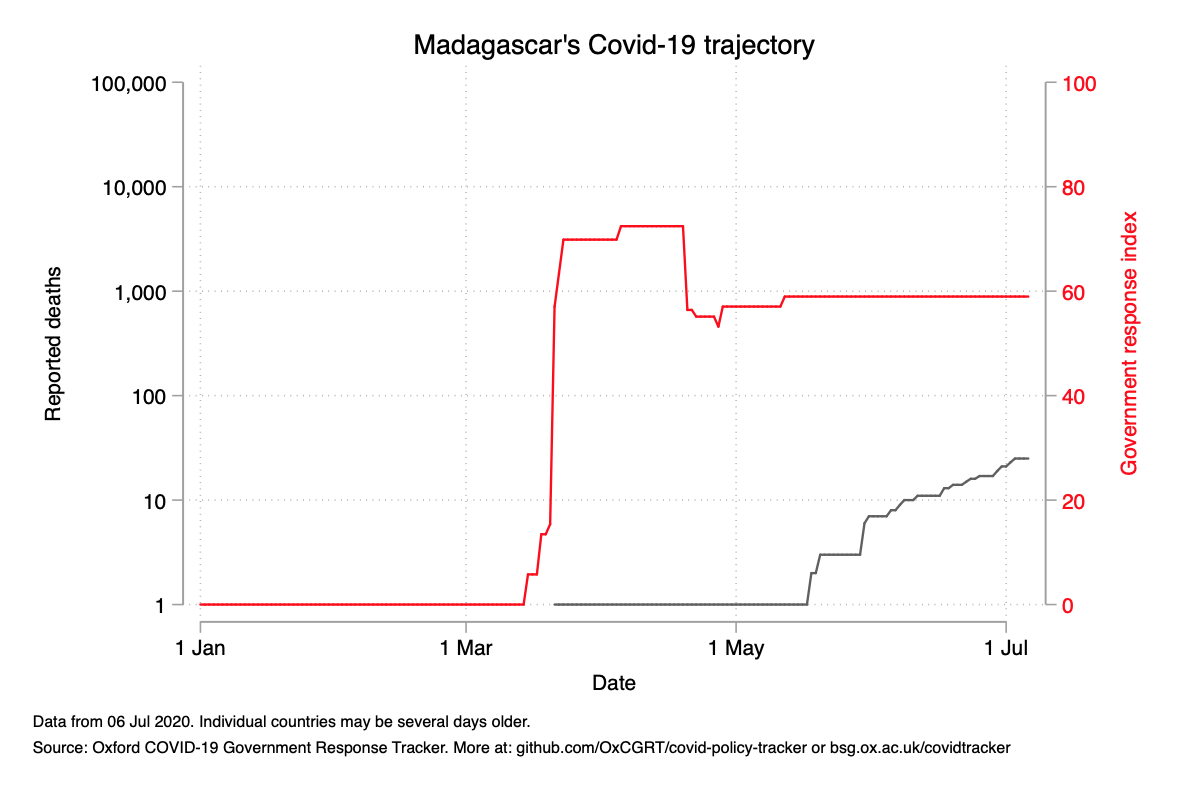 Madagascar's Covid-19 trajectory
100,000
10,000
1,000
100
10
1
Reported deaths
100
80
60
40
20
0
Government response index
1 Jan
1 Mar
1 May
1 Jul
Date
Data from 06 Jul 2020. Individual countries may be several days older.
Source: Oxford COVID-19 Government Response Tracker. More at: github.com/OxCGRT/covid-policy-tracker or bsg.ox.ac.uk/covidtracker